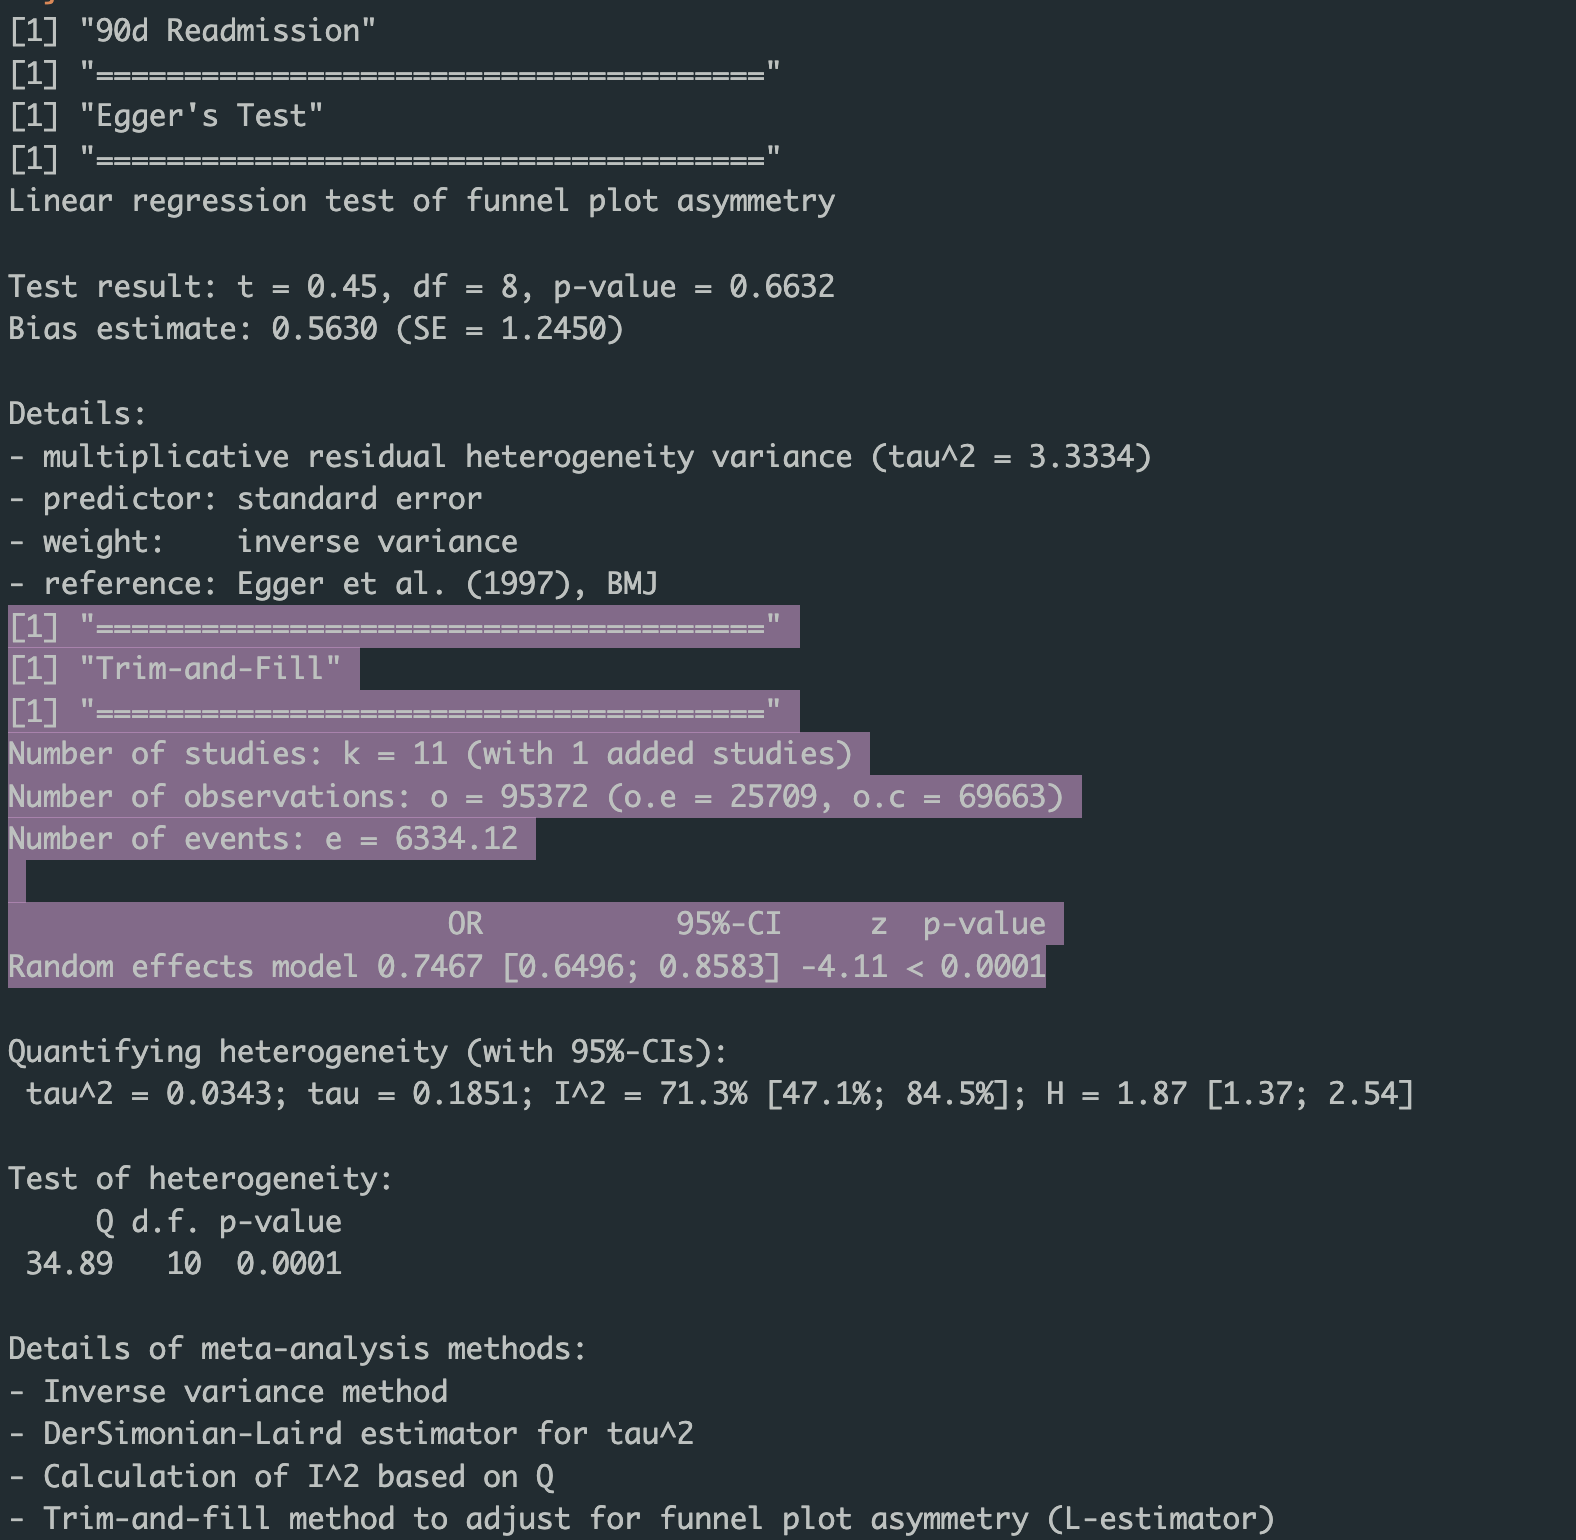 [1] "90d Readmission"
[1] "======================================"
[1] "Egger's Test"
[1] "======================================"
Linear regression test of funnel plot asymmetry
Test result: t = 0.45, df = 8, p-value = 0.6632
Bias estimate: 0.5630 (SE = 1.2450)
Details:
- multiplicative residual heterogeneity variance (tau^2 = 3.3334)
- predictor: standard error
- weight:    inverse variance
- reference: Egger et al. (1997), BMJ
[1] "======================================"
[1] "Trim-and-Fill"
[1] "======================================"
Number of studies: k = 11 (with 1 added studies)
Number of observations: o = 95372 (o.e = 25709, o.c = 69663)
Number of events: e = 6334.12
                         OR           95%-CI     z  p-value
Random effects model 0.7467 [0.6496; 0.8583] -4.11 < 0.0001
Quantifying heterogeneity (with 95%-CIs):
 tau^2 = 0.0343; tau = 0.1851; I^2 = 71.3% [47.1%; 84.5%]; H = 1.87 [1.37; 2.54]
Test of heterogeneity:
     Q d.f. p-value
 34.89   10  0.0001
Details of meta-analysis methods:
- Inverse variance method
- DerSimonian-Laird estimator for tau^2
- Calculation of I^2 based on Q
- Trim-and-fill method to adjust for funnel plot asymmetry (L-estimator)